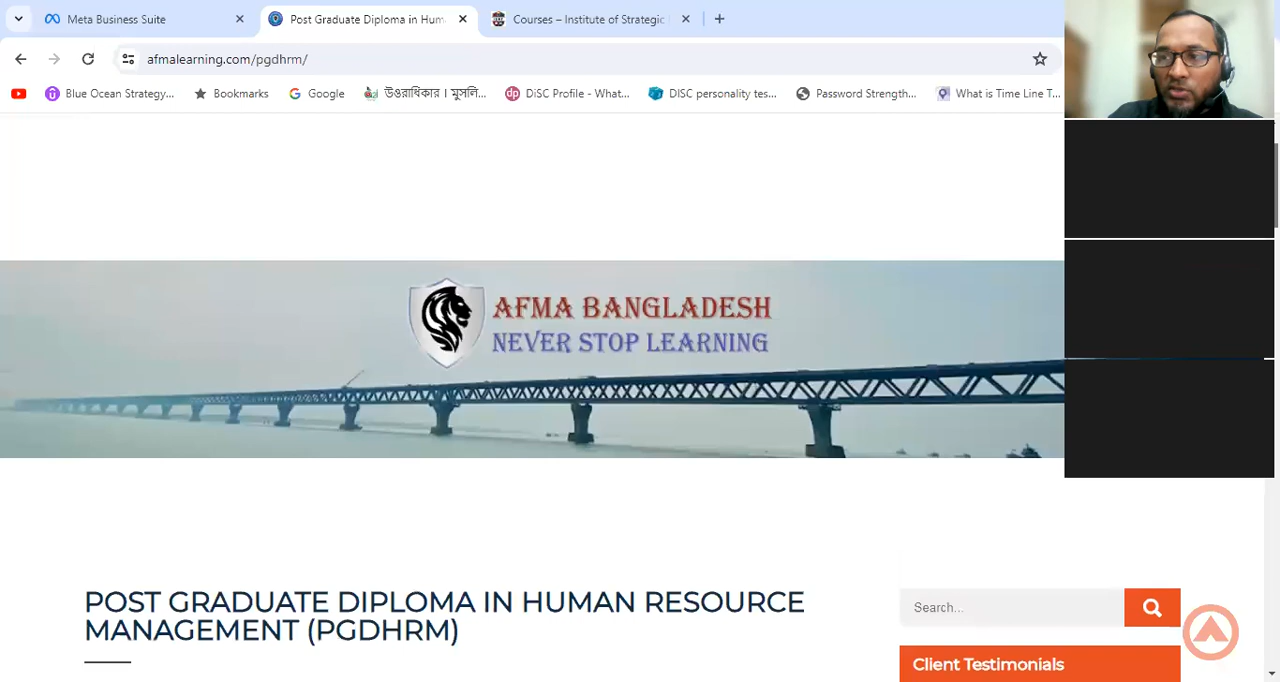 Meta Business Suite
Post Graduate Diploma in Hum
Courses – Institute of Strategic
afmalearning.com/pgdhrm/
Blue Ocean Strategy...
Bookmarks
Google
উত্তরাধিকার । মুসলি...
DiSC Profile - What...
DISC personality tes...
Password Strength...
What is Time Line T...
AFMA BANGLADESH
NEVER STOP LEARNING
POST GRADUATE DIPLOMA IN HUMAN RESOURCE
MANAGEMENT (PGDHRM)
Search...
Client Testimonials